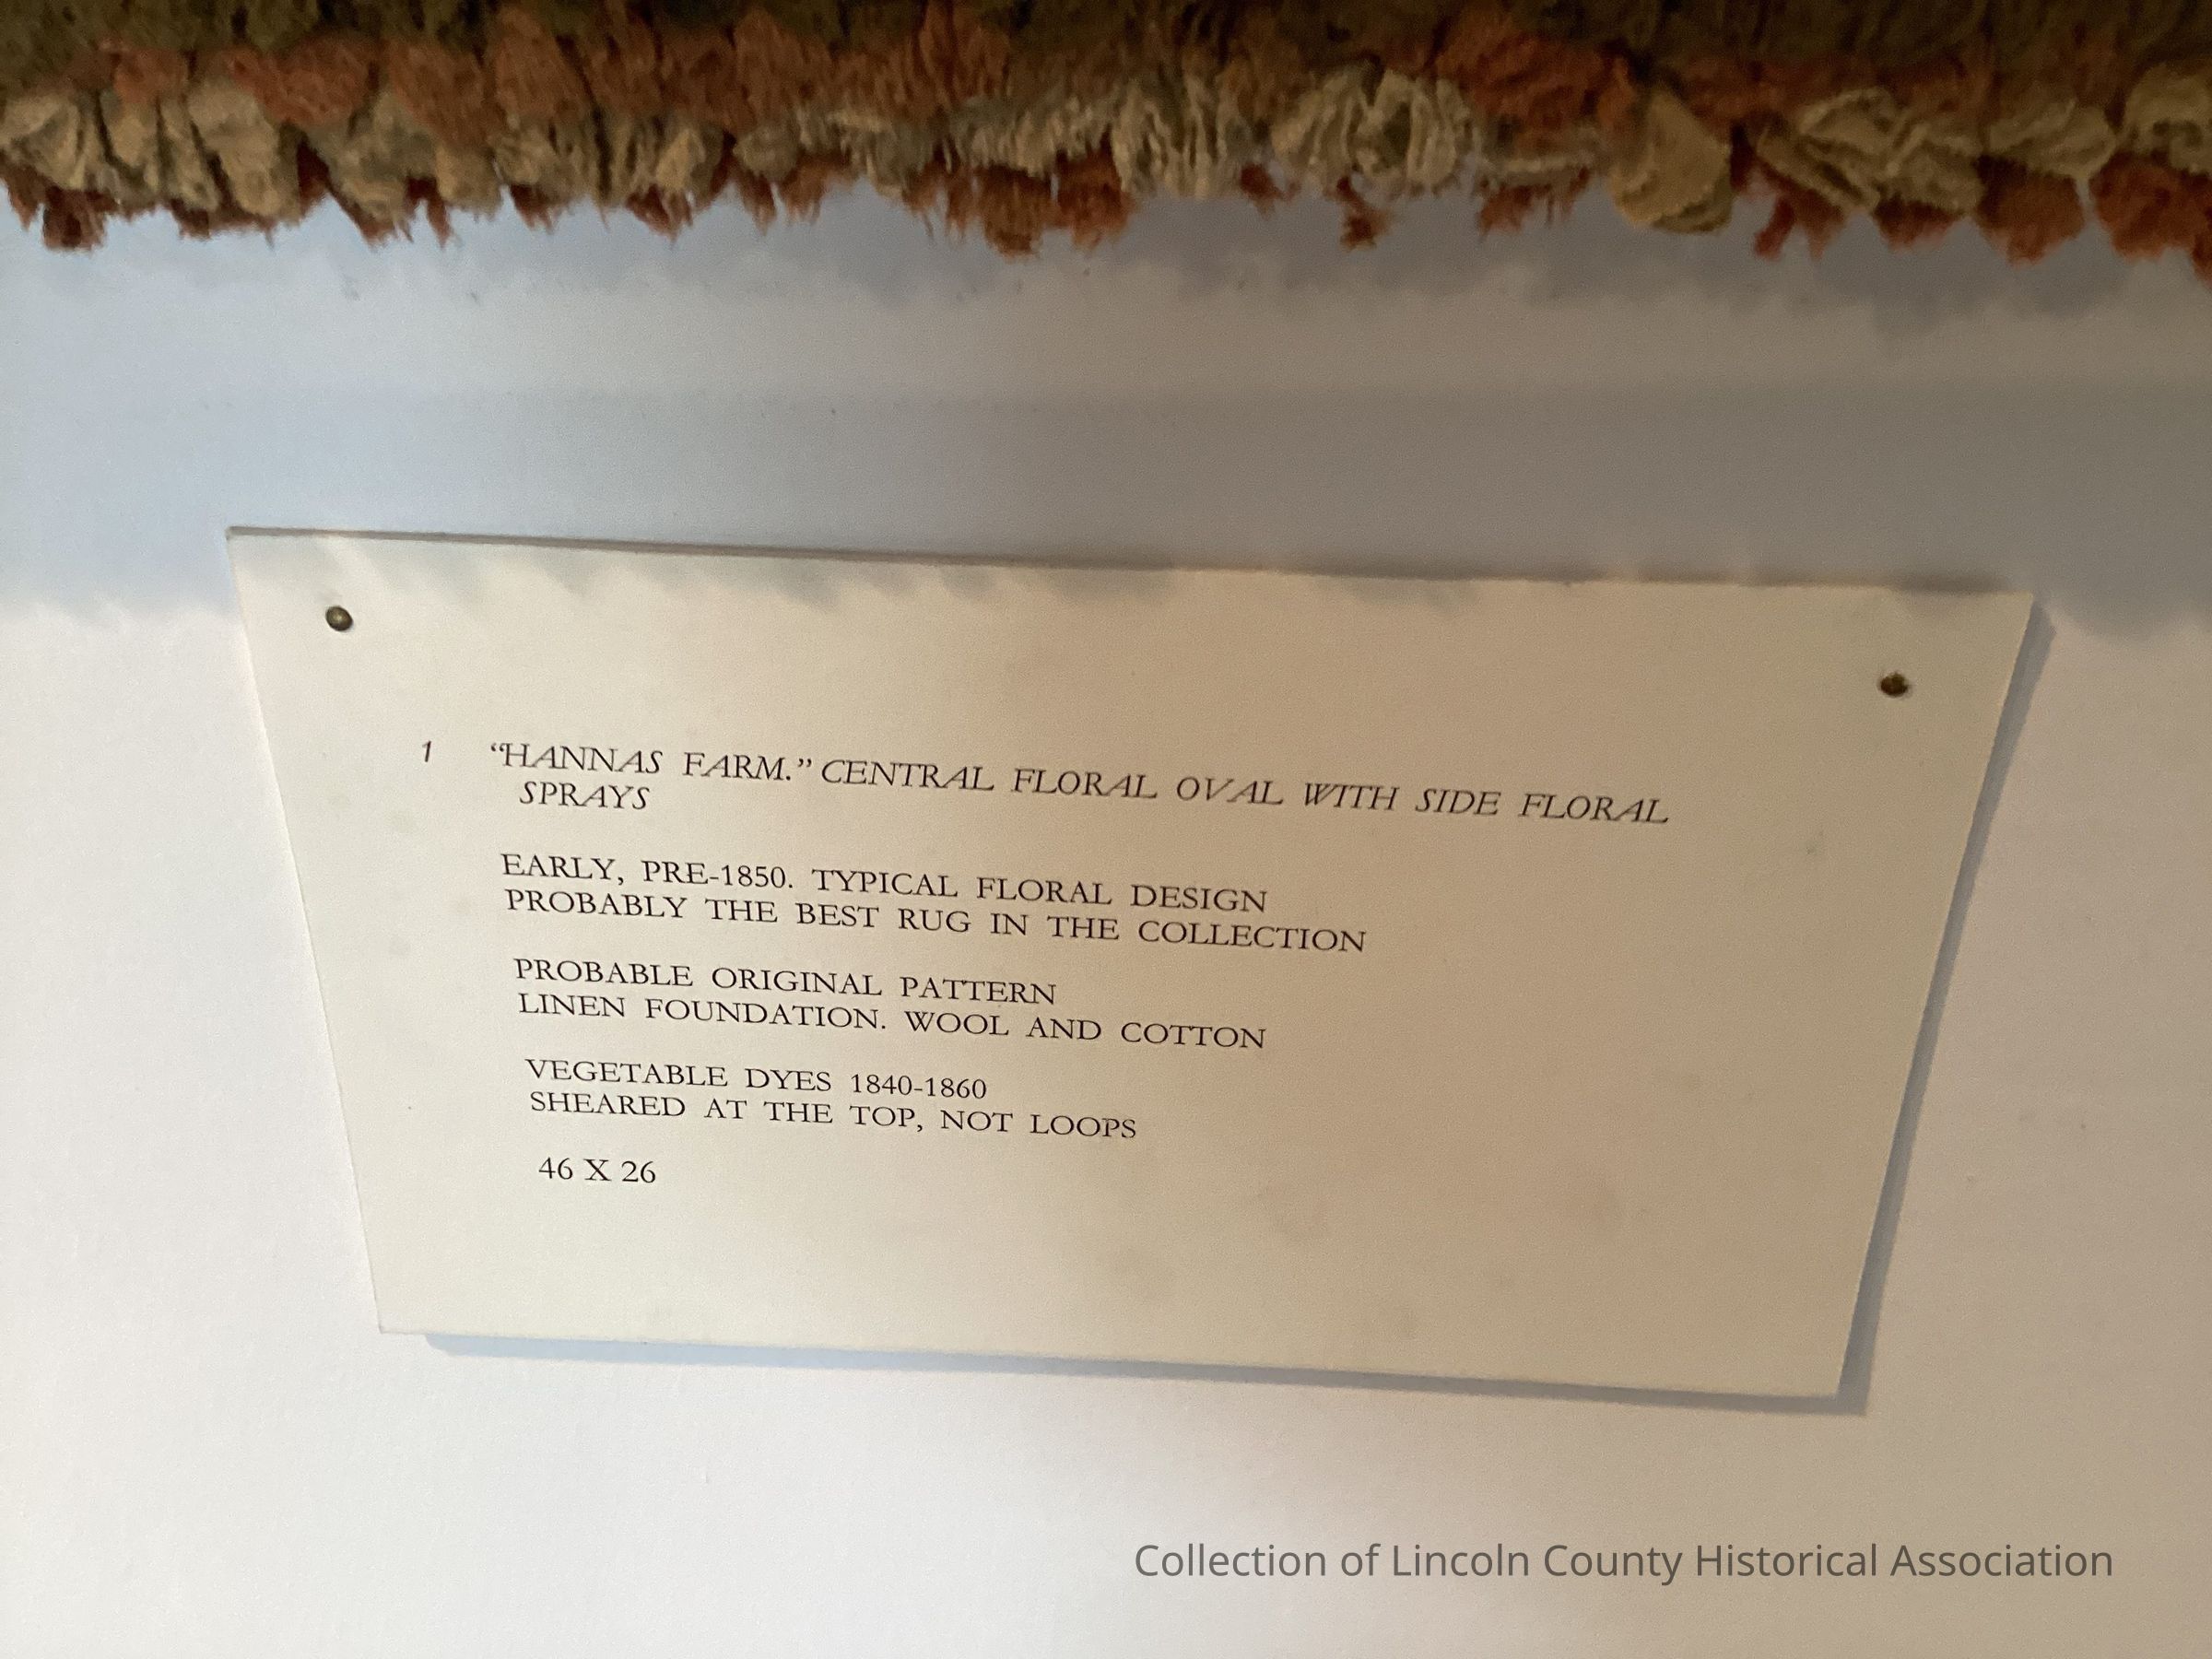 1 “HANNAS FARM.” CENTRAL FLORAL OVAL WITH SIDE FLORAL
SPRAYS
EARLY, PRE-1850. TYPICAL FLORAL DESIGN
PROBABLY THE BEST RUG IN THE COLLECTION
PROBABLE ORIGINAL PATTERN
LINEN FOUNDATION. WOOL AND COTTON
VEGETABLE DYES 1840-1860
SHEARED AT THE TOP, NOT LOOPS
46 X 26
Collection of Lincoln County Historical Association